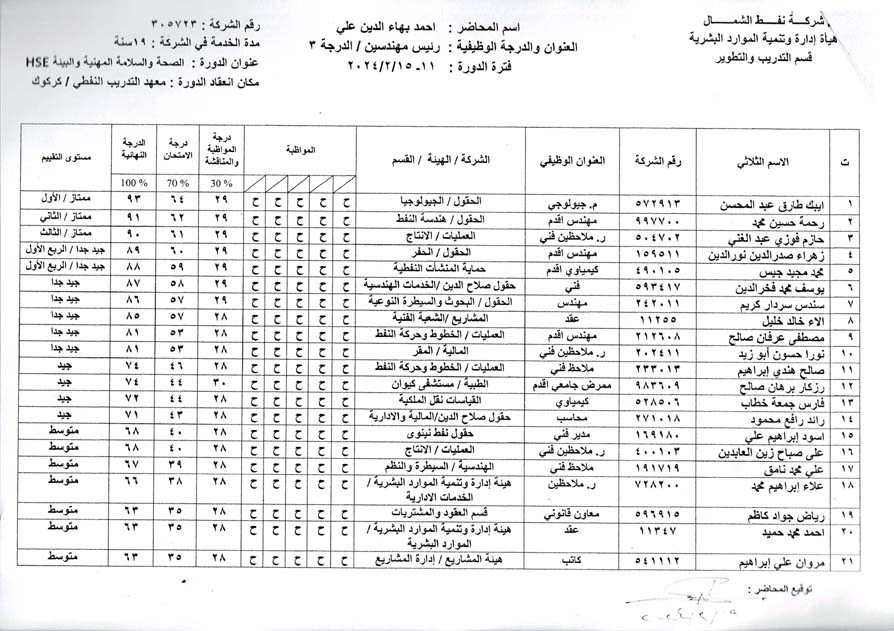 شركة نفط الشمال
هيأة إدارة وتنمية الموارد البشرية
قسم التدريب والتطوير
اسم المحاضر : احمد بهاء الدين علي
العنوان والدرجة الوظيفية : رئيس مهندسين / الدرجة ٣
فترة الدورة : ١١-٢٠٢٤/٢/١٥
رقم الشركة : ٣٠٥٧٢٣
مدة الخدمة في الشركة : ١٩سنة
عنوان الدورة : الصحة والسلامة المهنية والبيئة HSE
مكان انعقاد الدورة : معهد التدريب النفطي / كركوك
ت الاسم الثلاثي رقم الشركة العنوان الوظيفي الشركة / الهيئة / القسم المواظبة درجة المواظبة والمناقشة درجة الامتحان الدرجة النهائية مستوى التقييم
30 % 70 % 100 %
١ ايبك طارق عبد المحسن ٥٧٢٩١٣ م. جيولوجي الحقول / الجيولوجيا ح ح ح ح ح ٢٩ ٦٤ ٩٣ ممتاز / الأول
٢ رحمة حسين محمد ٩٩٧٧٠٠ مهندس اقدم الحقول / هندسة النفط ح ح ح ح ح ٢٩ ٦٢ ٩١ ممتاز / الثاني
٣ حازم فوزي عبد الغني ٥٠٤٧٠٢ ر. ملاحظين فني العمليات / الانتاج ح ح ح ح ح ٢٩ ٦١ ٩٠ ممتاز / الثالث
٤ زهراء صدرالدين نورالدين ١٥٩٥١١ مهندس اقدم الحقول / الحفر ح ح ح ح ح ٢٩ ٦٠ ٨٩ جيد جدا / الربع الأول
٥ محمد مجيد جيس ٤٩٠١٠٥ كيمياوي اقدم حماية المنشأت النفطية ح ح ح ح ح ٢٩ ٥٩ ٨٨ جيد جدا / الربع الأول
٦ يوسف محمد فخرالدين ٥٩٣٤١٧ فني حقول صلاح الدين /الخدمات الهندسية ح ح ح ح ح ٢٩ ٥٨ ٨٧ جيد جدا
٧ سندس سردار كريم ٢٤٢٠١١ مهندس الحقول / البحوث والسيطرة النوعية ح ح ح ح ح ٢٩ ٥٧ ٨٦ جيد جدا
٨ الاء خالد خليل ١١٢٥٥ عقد المشاريع /الشعبة الفنية ح ح ح ح ح ٢٨ ٥٧ ٨٥ جيد جدا
٩ مصطفى عرفان صالح ٢١٢٦٠٨ مهندس اقدم العمليات / الخطوط وحركة النفط ح ح ح ح ح ٢٨ ٥٣ ٨١ جيد جدا
١٠ نورا حسون أبو زيد ٢٠٢٤١١ ر. ملاحظين فني المالية / المقر ح ح ح ح ح ٢٨ ٥٣ ٨١ جيد جدا
١١ صالح هندي إبراهيم ٢٣٣٠١٣ ملاحظ فني العمليات / الخطوط وحركة النفط ح ح ح ح ح ٢٨ ٤٦ ٧٤ جيد
١٢ رزكار برهان صالح ٩٨٣٦٠٩ ممرض جامعي اقدم الطبية / مستشفى كيوان ح ح ح ح ح ٣٠ ٤٤ ٧٤ جيد
١٣ فارس جمعة خطاب ٥٢٨٥٠٦ كيمياوي القياسات نقل الملكية ح ح ح ح ح ٢٨ ٤٤ ٧٢ جيد
١٤ رائد رافع محمود ٢٧١٠١٨ محاسب حقول صلاح الدين/المالية والادارية ح ح ح ح ح ٢٨ ٤٣ ٧١ جيد
١٥ اسود إبراهيم علي ١٦٩١٨٠ مدير فني حقول نفط نينوى ح ح ح ح ح ٢٨ ٤٠ ٦٨ متوسط
١٦ على صباح زين العابدين ٤٠٠١٠٣ ر. ملاحظين فني العمليات / الانتاج ح ح ح ح ح ٢٨ ٤٠ ٦٨ متوسط
١٧ علي محمد نامق ١٩١٧١٩ ملاحظ فني الهندسية / السيطرة والنظم ح ح ح ح ح ٢٨ ٣٩ ٦٧ متوسط
١٨ علاء إبراهيم محمد ٧٢٨٢٠٠ ر. ملاحظين هيئة إدارة وتنمية الموارد البشرية / الخدمات الادارية ح ح ح ح ح ٢٨ ٣٨ ٦٦ متوسط
١٩ رياض جواد كاظم ٥٩٦٩١٥ معاون قانوني قسم العقود والمشتريات ح ح ح ح ح ٢٨ ٣٥ ٦٣ متوسط
٢٠ احمد محمد حميد ١١٣٤٧ عقد هيئة إدارة وتنمية الموارد البشرية / الموارد البشرية ح ح ح ح ح ٢٨ ٣٥ ٦٣ متوسط
٢١ مروان علي إبراهيم ٥٤١١١٢ كاتب هيئة المشاريع / إدارة المشاريع ح ح ح ح ح ٢٨ ٣٥ ٦٣ متوسط
توقيع المحاضر :